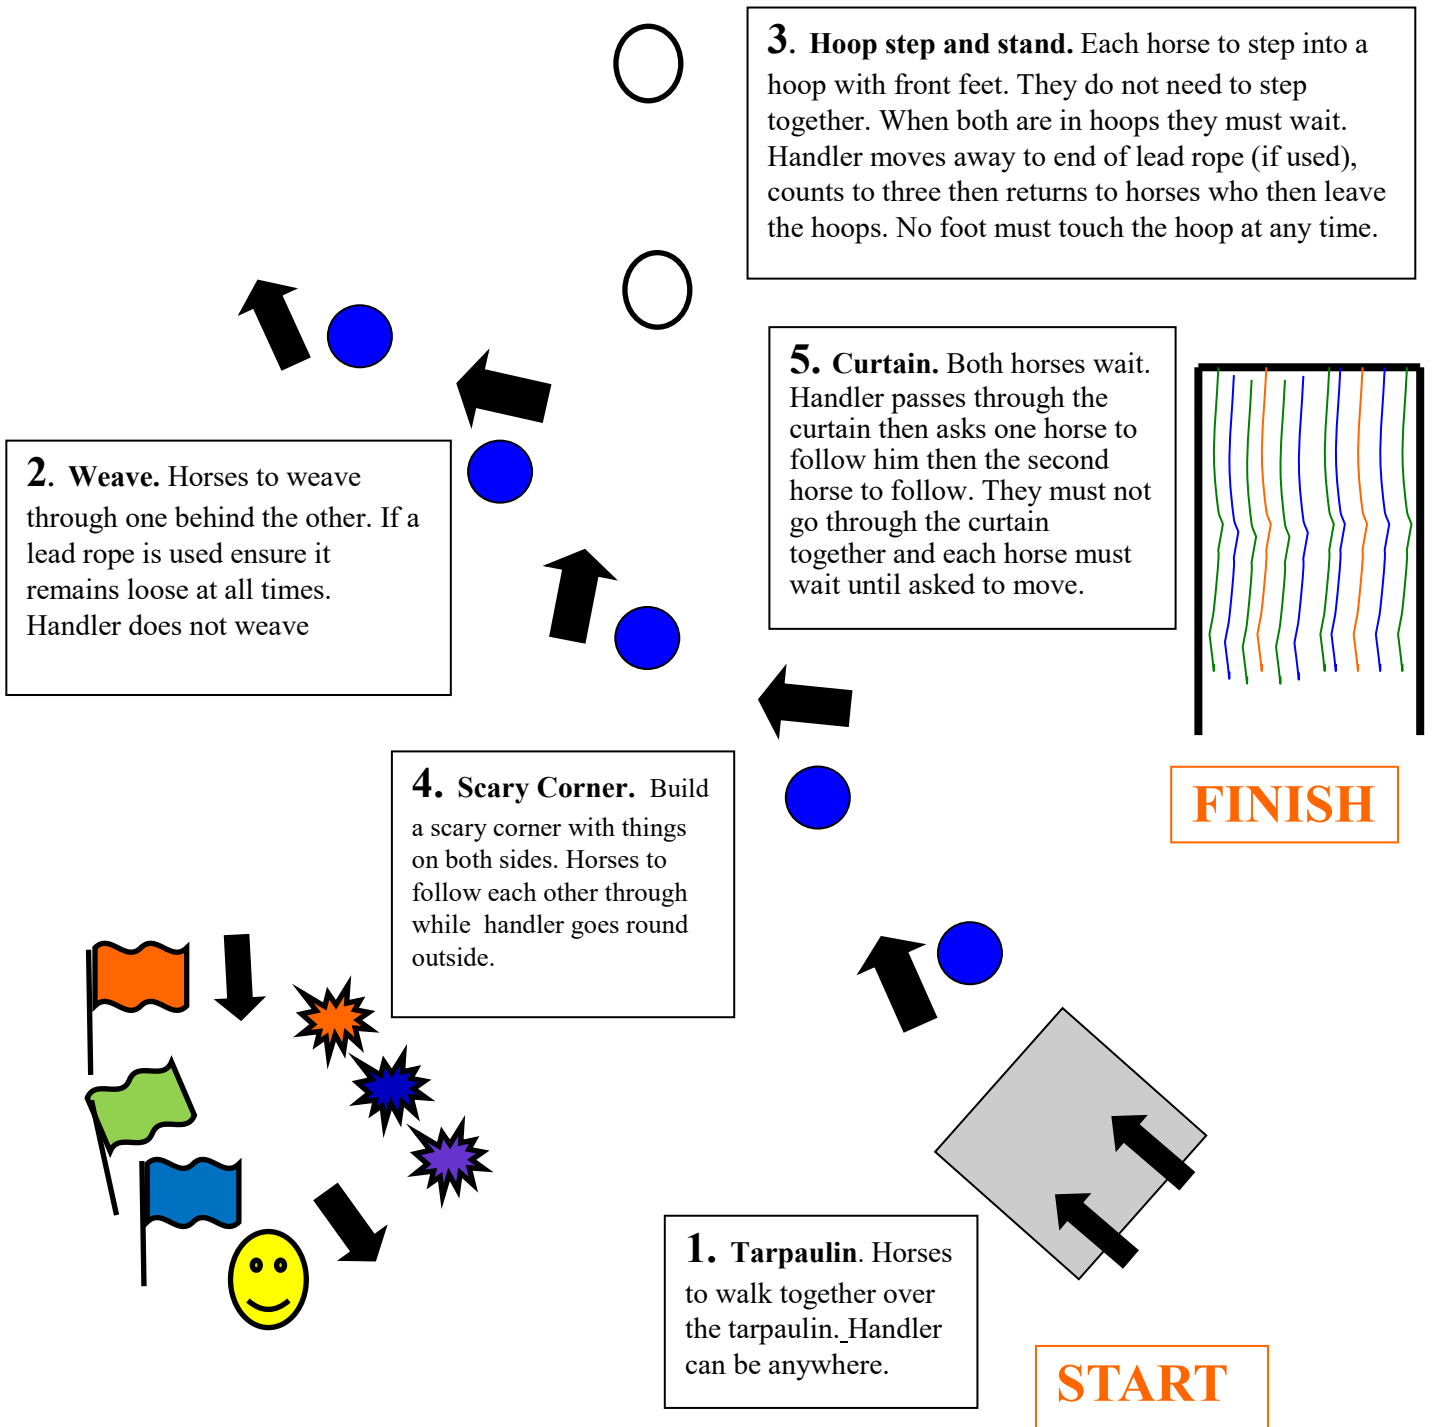 3. Hoop step and stand. Each horse to step into a
hoop with front feet. They do not need to step
together. When both are in hoops they must wait.
Handler moves away to end of lead rope (if used),
counts to three then returns to horses who then leave
the hoops. No foot must touch the hoop at any time.
5. Curtain. Both horses wait.
Handler passes through the
curtain then asks one horse to
follow him then the second
horse to follow. They must not
go through the curtain
together and each horse must
wait until asked to move.
2. Weave. Horses to weave
through one behind the other. If a
lead rope is used ensure it
remains loose at all times.
Handler does not weave
4. Scary Corner. Build
a scary corner with things
on both sides. Horses to
follow each other through
while handler goes round
outside.
FINISH
1. Tarpaulin. Horses
to walk together over
the tarpaulin. Handler
can be anywhere.
START